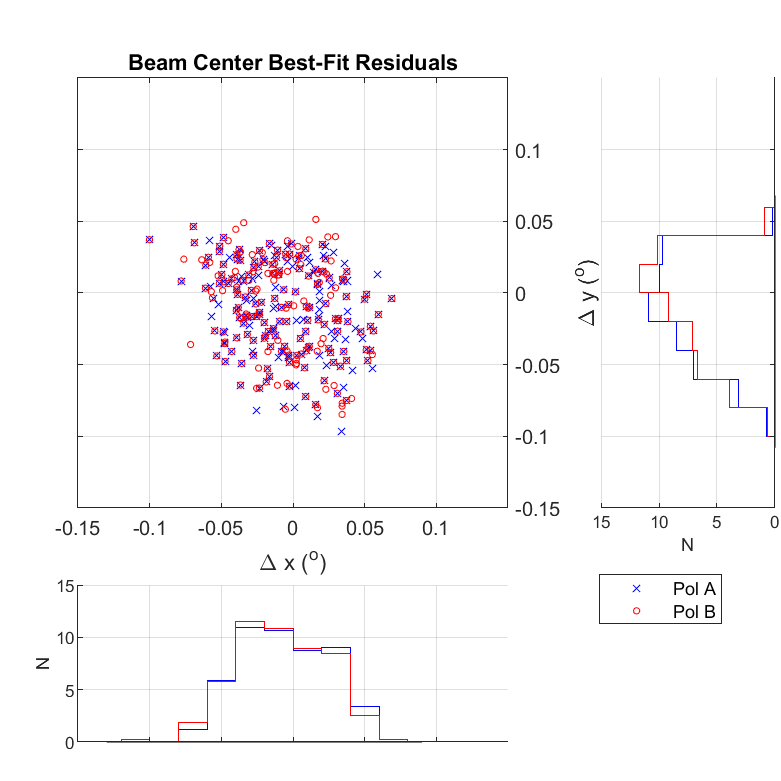 Beam Center Best-Fit Residuals
0.1
0.05
0
-0.05
-0.1
-0.15
Δ y (°)
-0.15 -0.1 -0.05 0 0.05 0.1
Δ x (°)
15 10 5 0
N
Pol A
Pol B
15
10
5
0
N